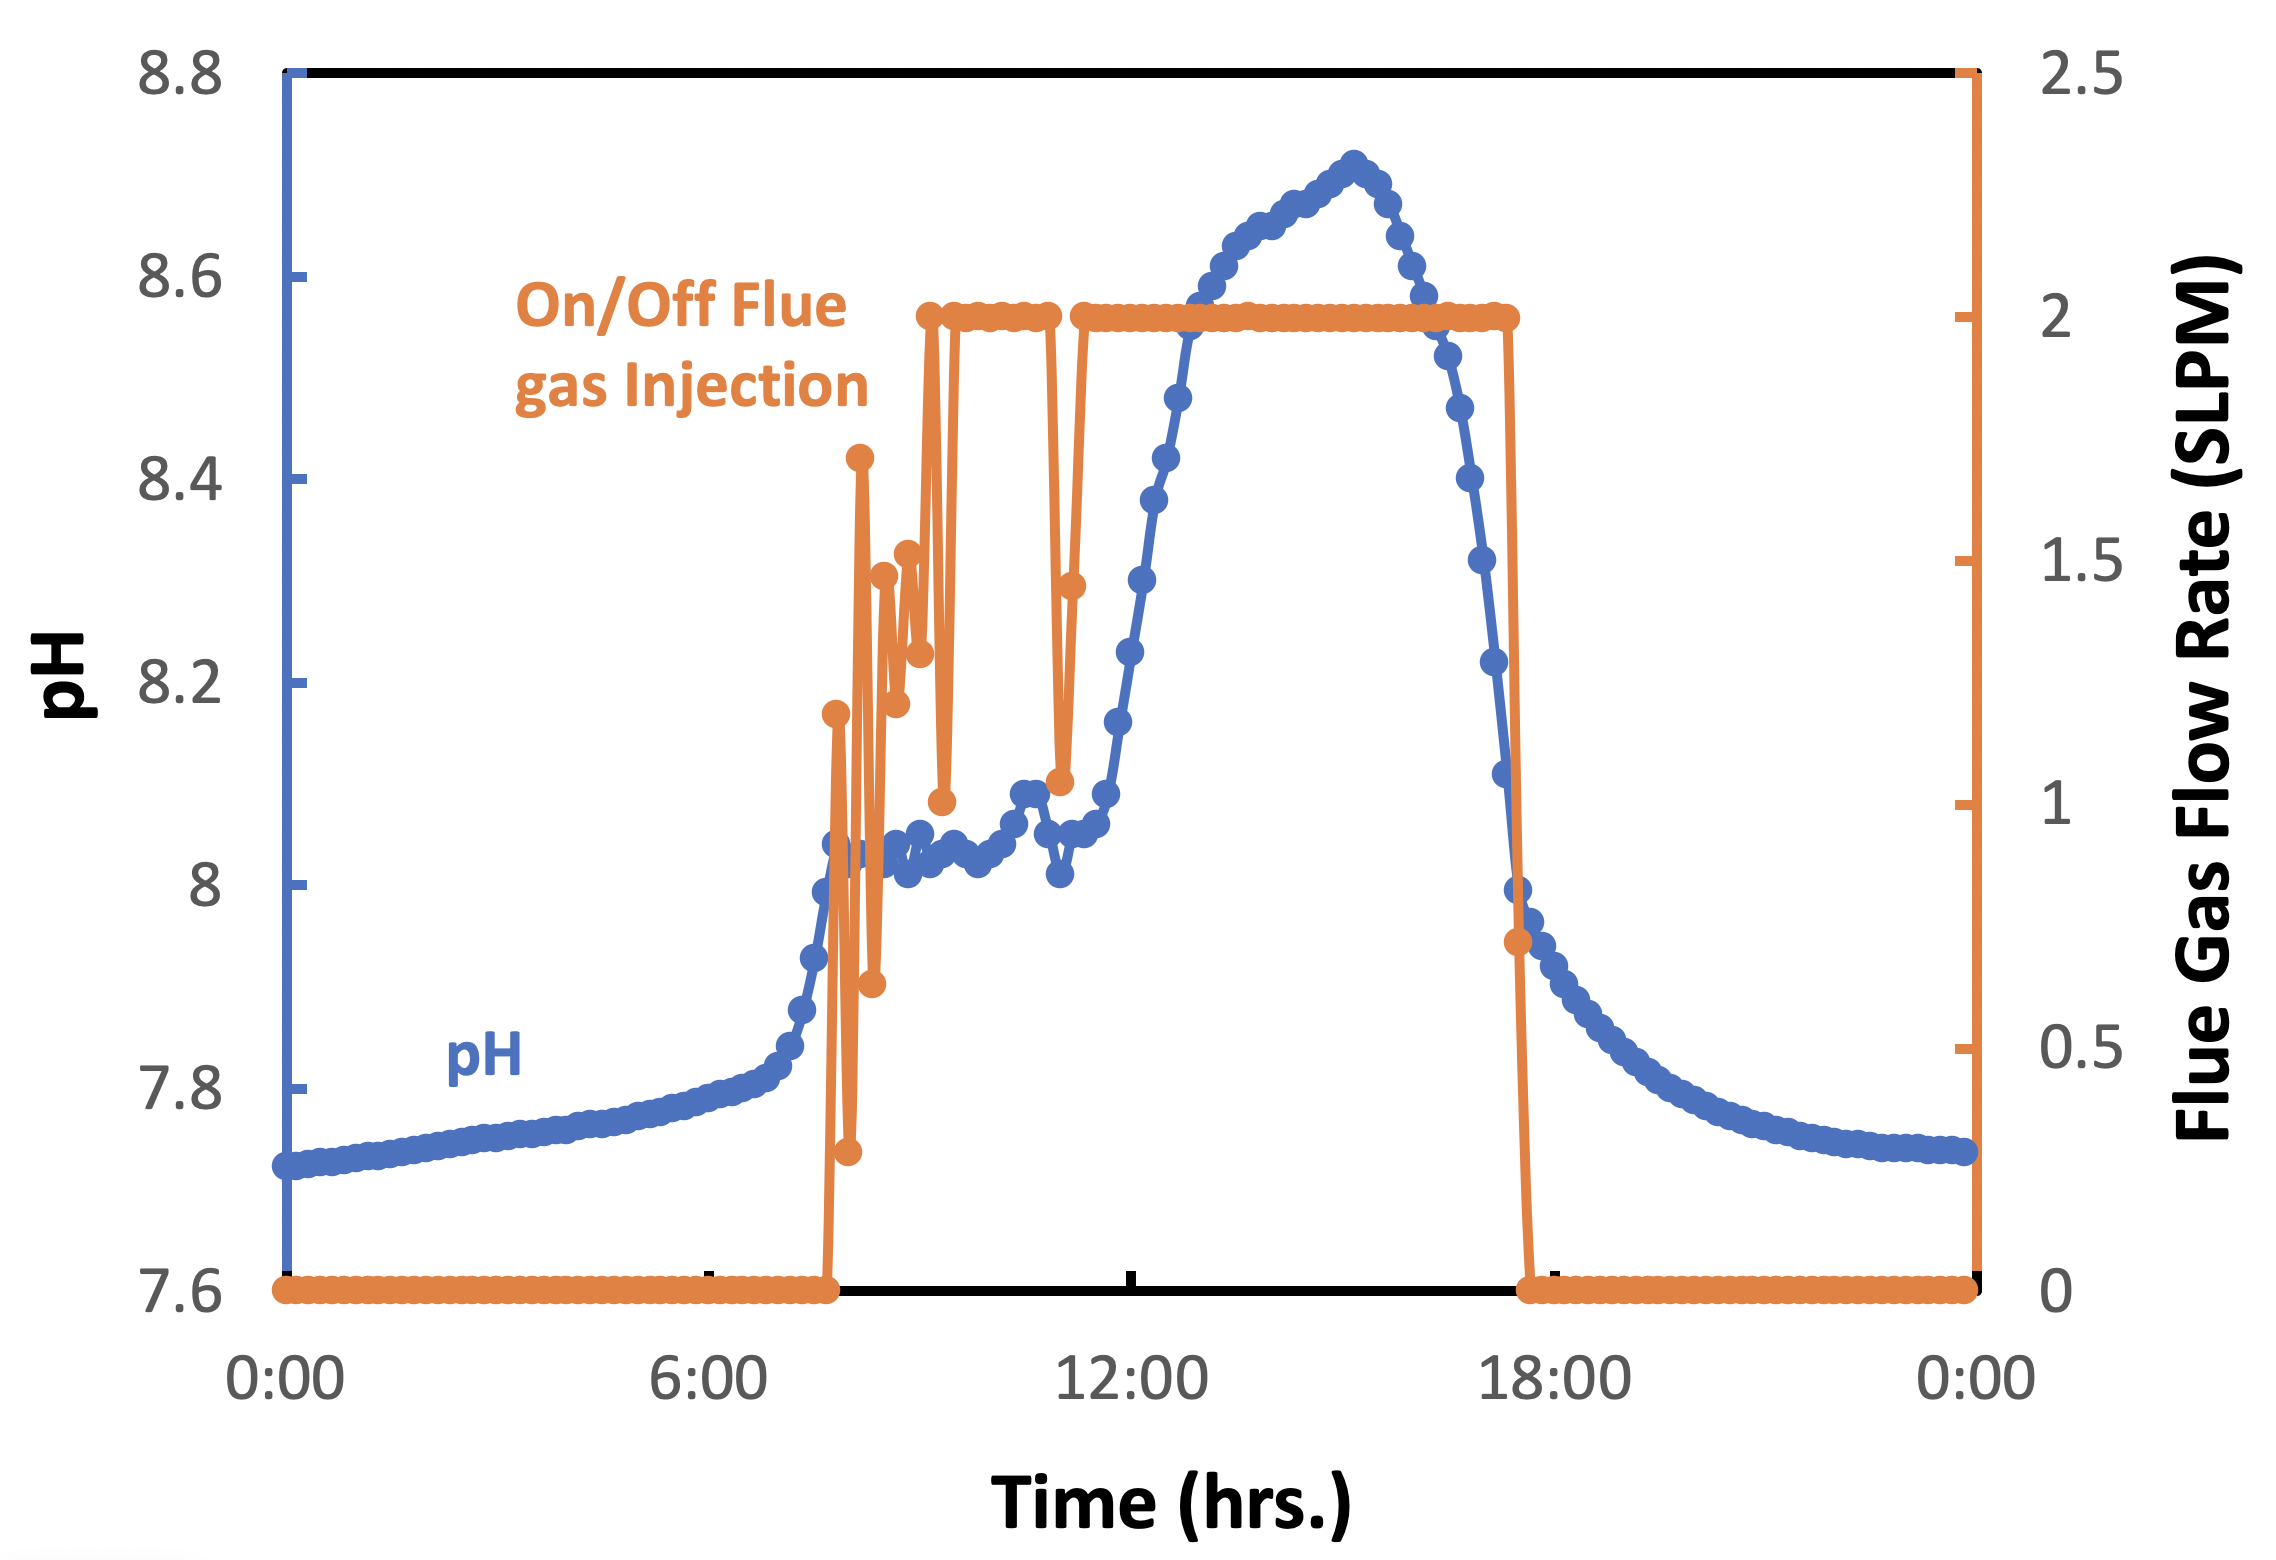 8.8
8.6
8.4
8.2
8
7.8
7.6
pH
On/Off Flue
gas Injection
pH
2.5
2
1.5
1
0.5
0
Flue Gas Flow Rate (SLPM)
0:00 6:00 12:00 18:00 0:00
Time (hrs.)